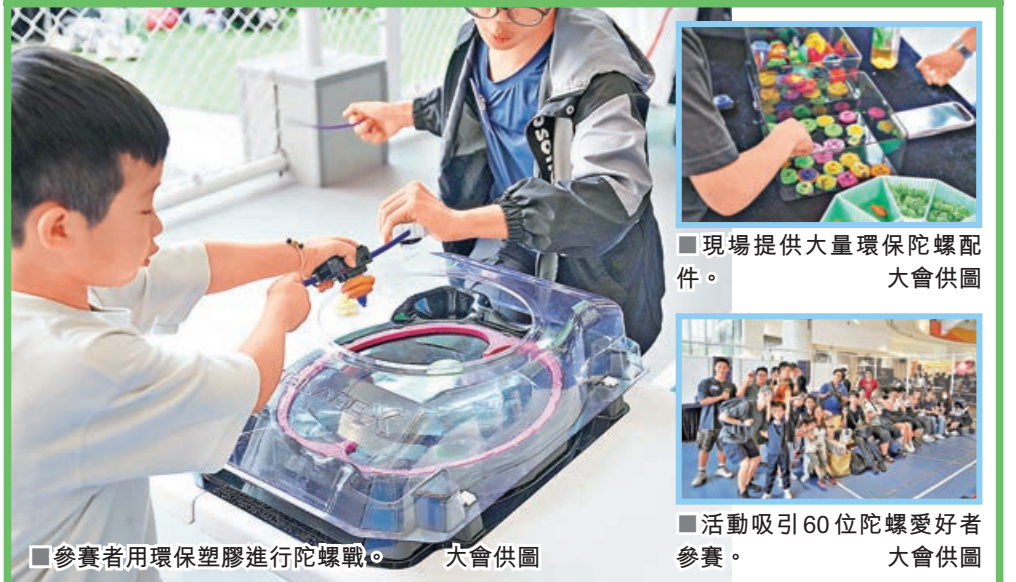 ■現場提供大量環保陀螺配
件。 大會供圖
■活動吸引60位陀螺愛好者
參賽。 大會供圖
■參賽者用環保塑膠進行陀螺戰。 大會供圖